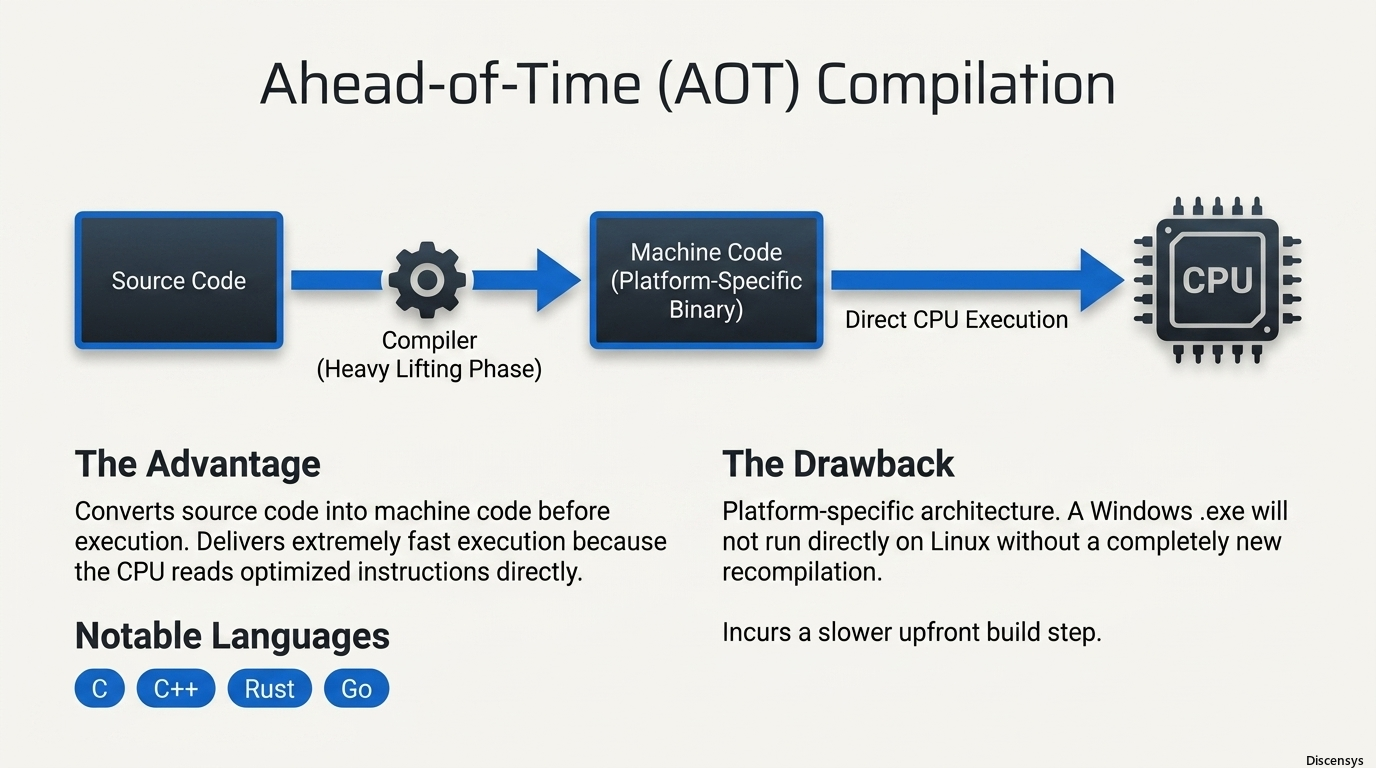 Ahead-of-Time (AOT) Compilation
Source Code
Compiler
(Heavy Lifting Phase)
Machine Code
(Platform-Specific
Binary)
Direct CPU Execution
CPU
The Advantage
Converts source code into machine code before
execution. Delivers extremely fast execution because
the CPU reads optimized instructions directly.
Notable Languages
C
C++
Rust
Go
The Drawback
Platform-specific architecture. A Windows .exe will
not run directly on Linux without a completely new
recompilation.
Incurs a slower upfront build step.
Discensys